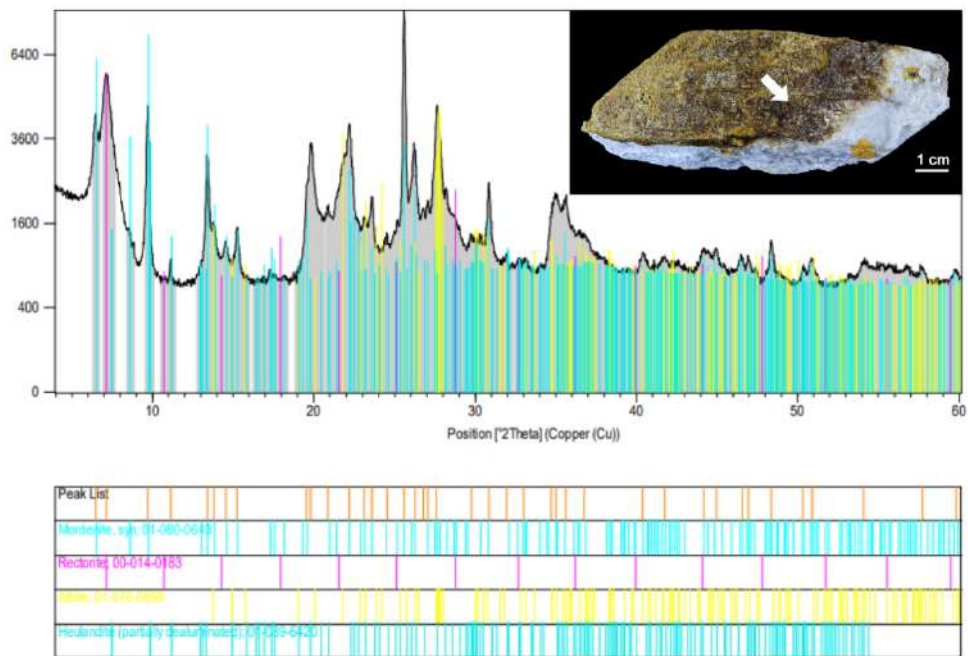 6400
3600
1600
400
0
1 cm
10
20
30
40
50
60
Position [°2Theta] (Copper (Cu))
Peak List
Mordenite, syn; 01-080-0643
Rectorite; 00-014-0183
Albite;
Heulandite (partially dealuminated); 01-089-6420